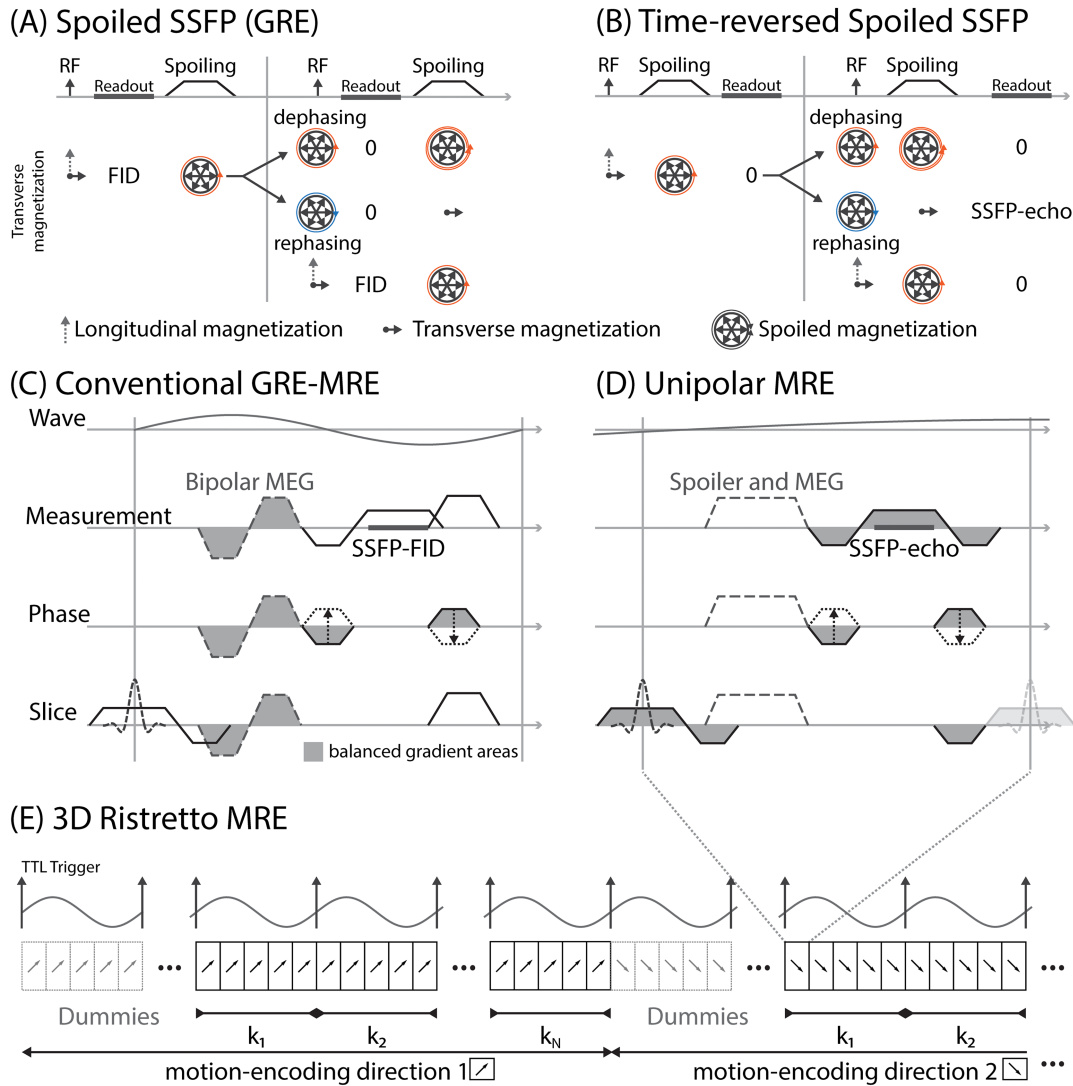 (A) Spoiled SSFP (GRE)
RF
Readout
Spoiling
RF
Readout
Spoiling
dephasing
0
Transverse
magnetization
FID
0
rephasing
FID
(B) Time-reversed Spoiled SSFP
RF
Spoiling
Readout
RF
Spoiling
Readout
dephasing
0
0
SSFP-echo
rephasing
0
Longitudinal magnetization
Transverse magnetization
Spoiled magnetization
(C) Conventional GRE-MRE
Wave
Bipolar MEG
Measurement
SSFP-FID
Phase
Slice
balanced gradient areas
(D) Unipolar MRE
Spoiler and MEG
SSFP-echo
(E) 3D Ristretto MRE
TTL Trigger
•••
•••
•••
•••
Dummies
k₁
k₂
k_N
Dummies
k₁
k₂
motion-encoding direction 1
motion-encoding direction 2
•••